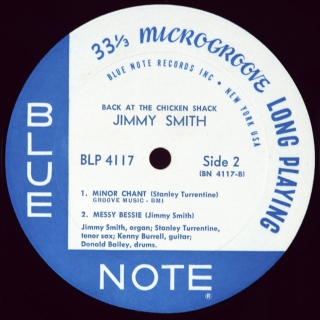 33 1/3 MICROGROOVE LONG PLAYING
BLUE NOTE RECORDS INC • NEW YORK USA
BACK AT THE CHICKEN SHACK
JIMMY SMITH
BLP 4117
Side 2
(BN 4117-B)
1. MINOR CHANT (Stanley Turrentine)
GROOVE MUSIC - BMI
2. MESSY BESSIE (Jimmy Smith)
Jimmy Smith, organ; Stanley Turrentine,
tenor sax; Kenny Burrell, guitar;
Donald Bailey, drums.
BLUE
NOTE ®